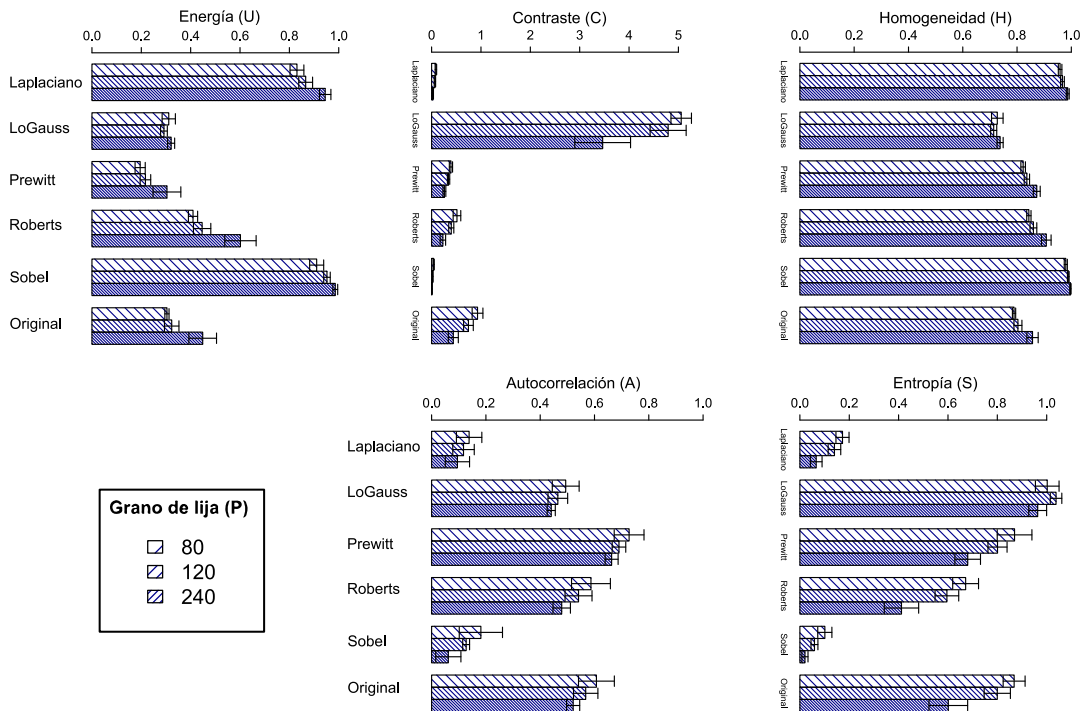 Energía (U)
0.0 0.2 0.4 0.6 0.8 1.0
Laplaciano
LoGauss
Prewitt
Roberts
Sobel
Original
Contraste (C)
0 1 2 3 4 5
Laplaciano
LoGauss
Prewitt
Roberts
Sobel
Original
Homogeneidad (H)
0.0 0.2 0.4 0.6 0.8 1.0
Laplaciano
LoGauss
Prewitt
Roberts
Sobel
Original
Autocorrelación (A)
0.0 0.2 0.4 0.6 0.8 1.0
Laplaciano
LoGauss
Prewitt
Roberts
Sobel
Original
Entropía (S)
0.0 0.2 0.4 0.6 0.8 1.0
Laplaciano
LoGauss
Prewitt
Roberts
Sobel
Original
Grano de lija (P)
80
120
240